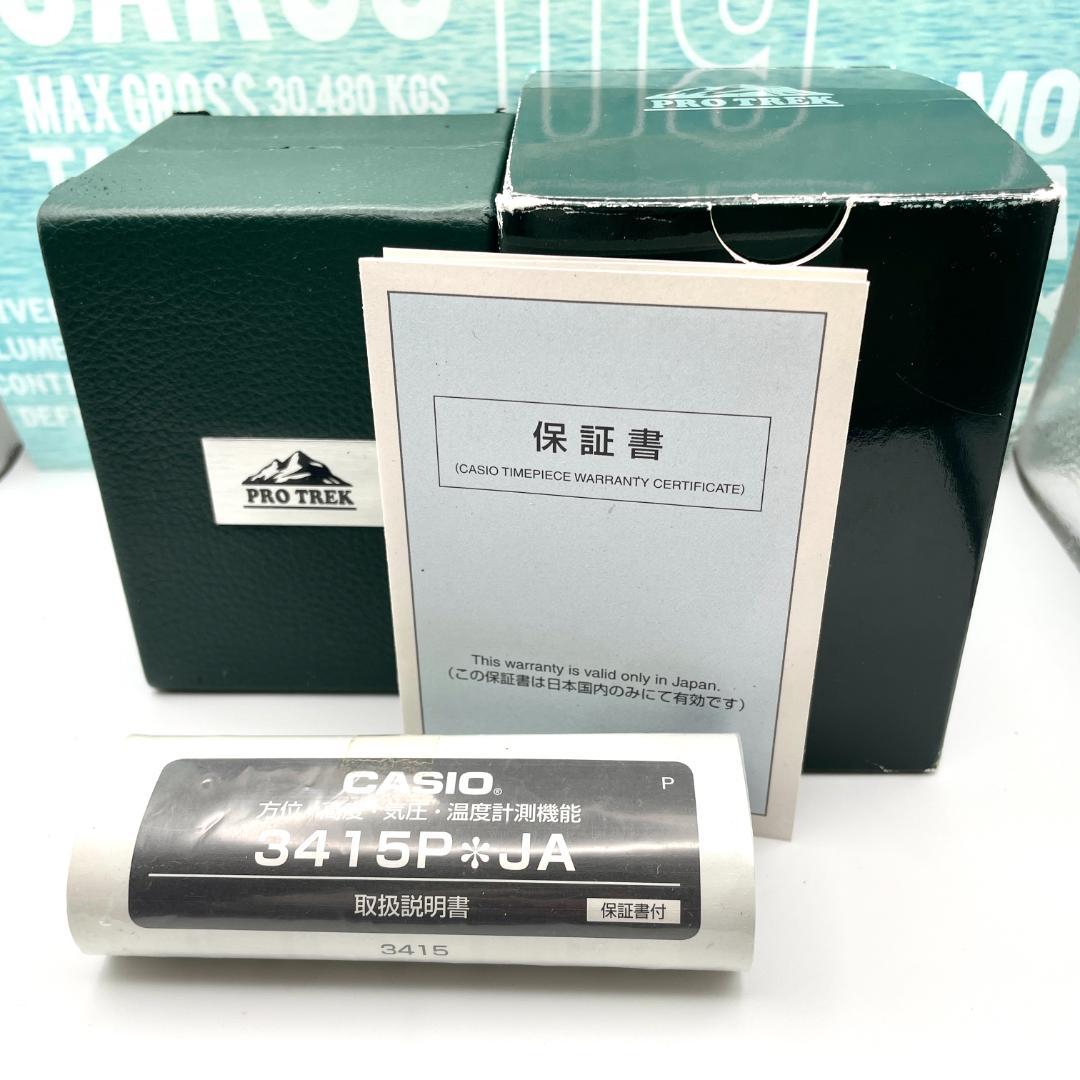 MAX GROSS 30.480 KGS
MO
PRO TREK
PRO TREK
保証書
(CASIO TIMEPIECE WARRANTY CERTIFICATE)
This warranty is valid only in Japan.
(この保証書は日本国内のみにて有効です)
CASIO®
P
方位・高度・気圧・温度計測機能
3415P✻JA
取扱説明書
保証書付
3415